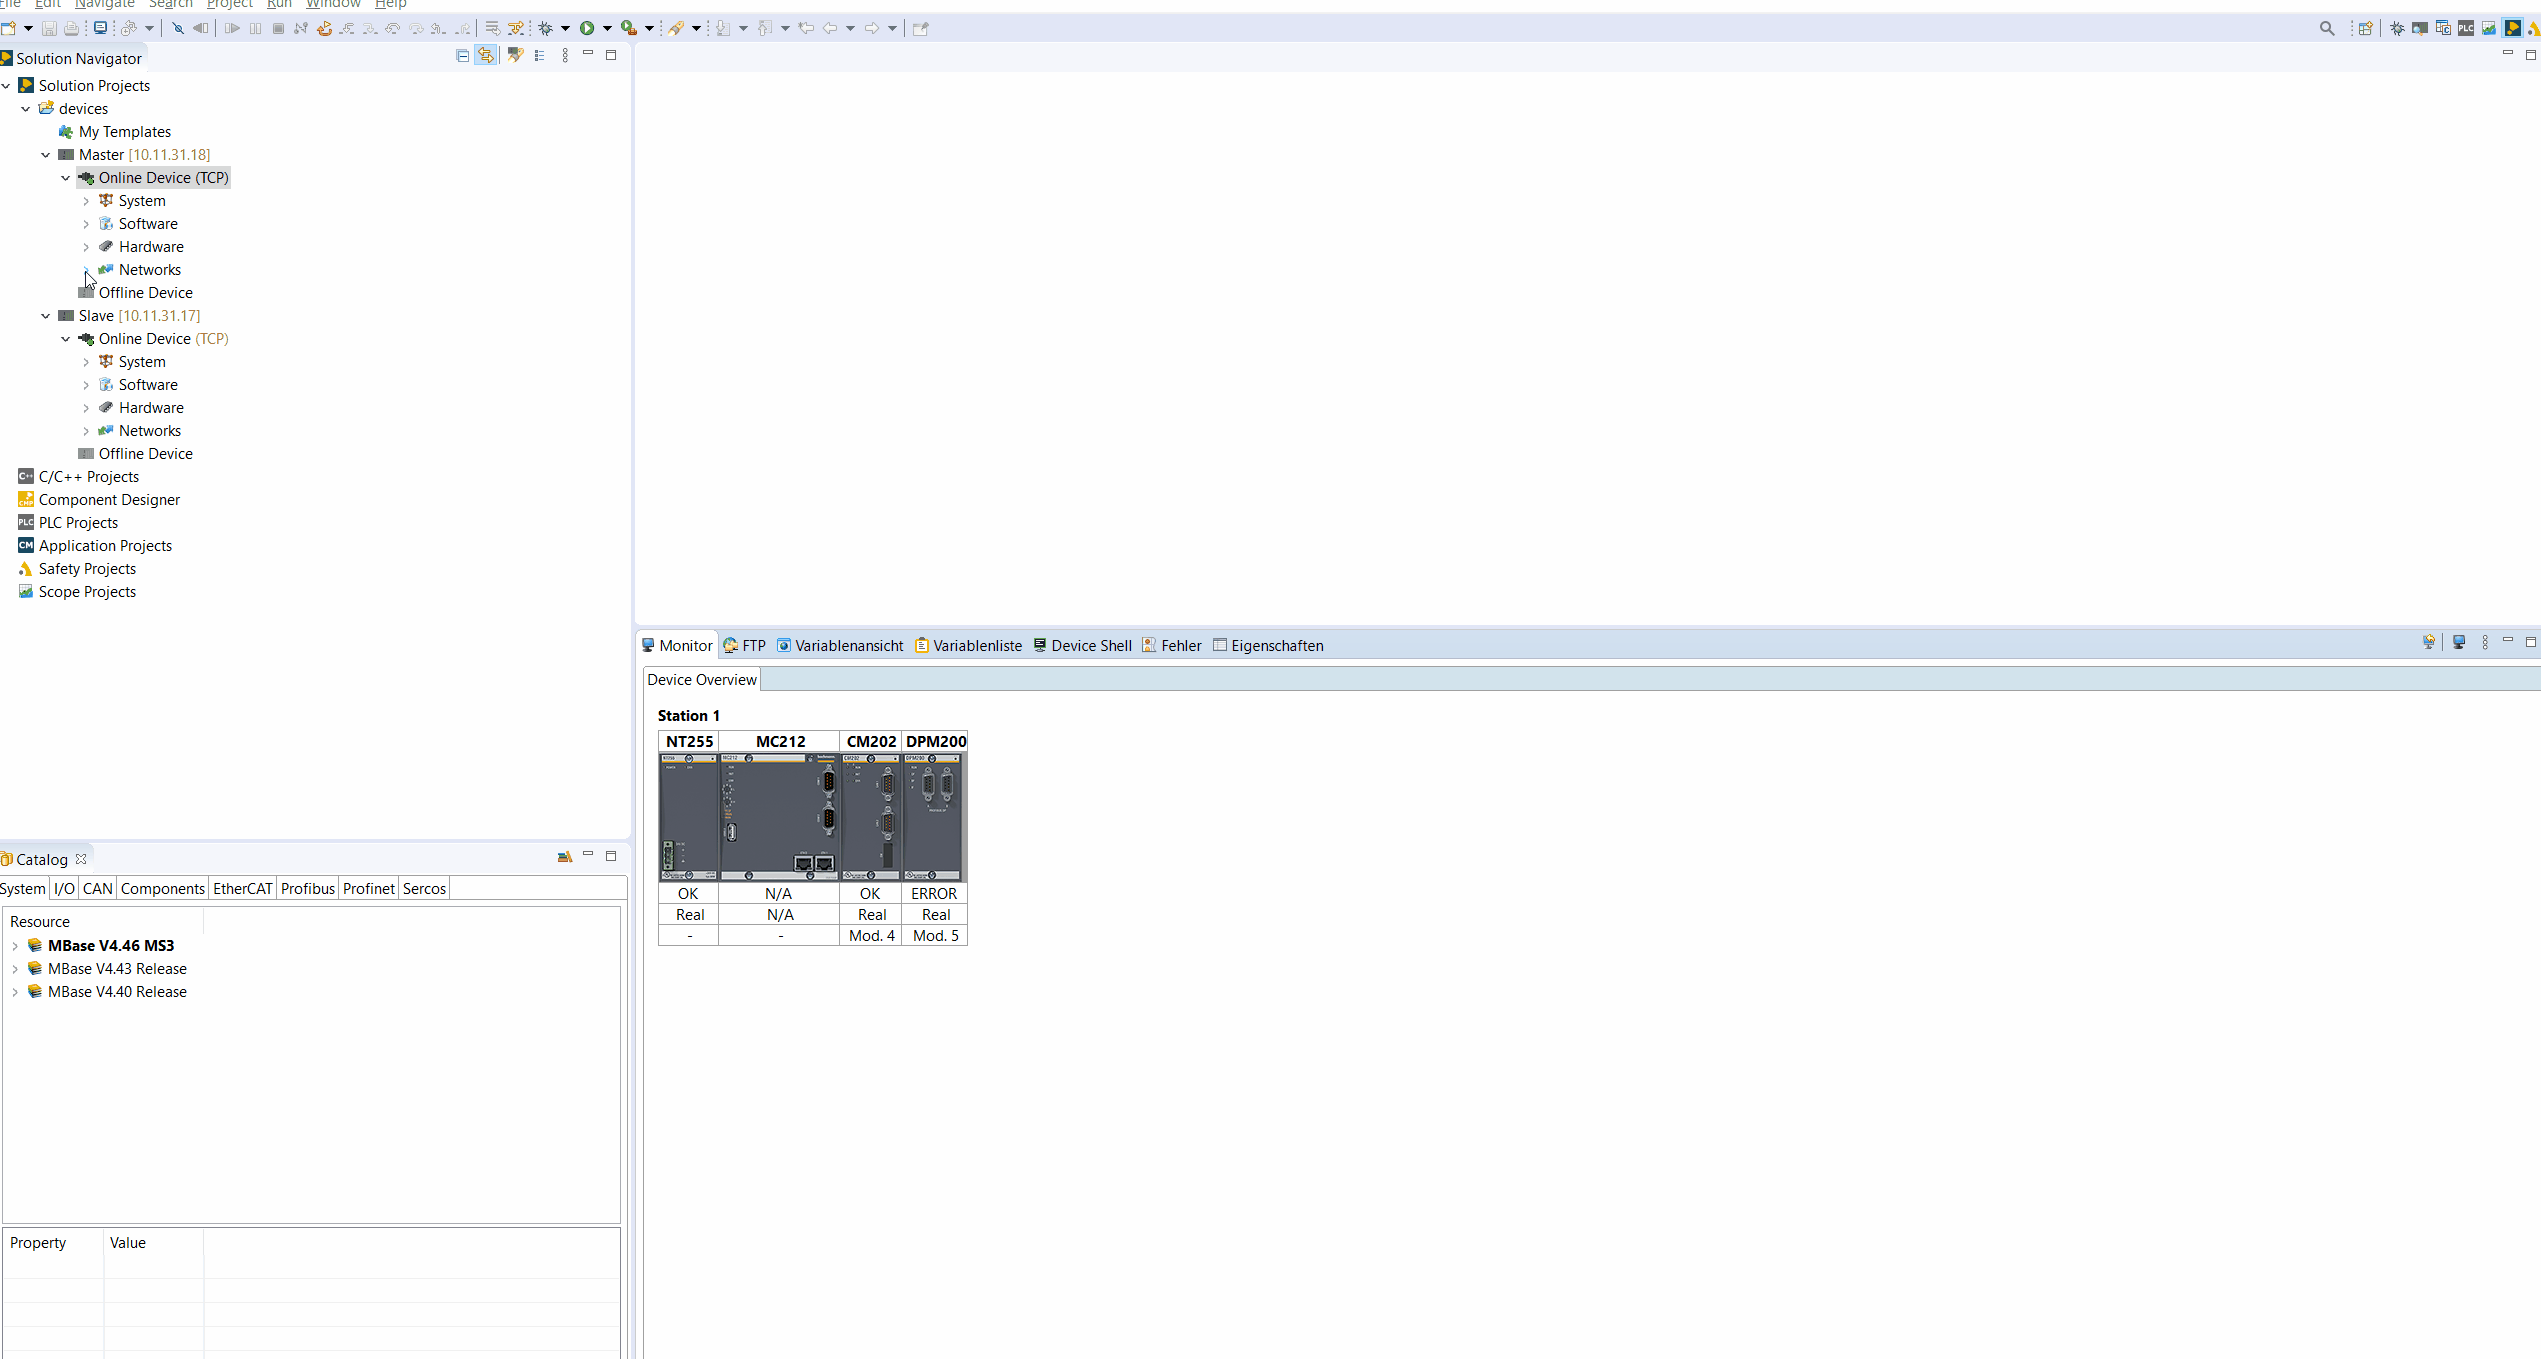 File Edit Navigate Search Project Run Window Help
Solution Navigator
Solution Projects
devices
My Templates
Master [10.11.31.18]
Online Device (TCP)
System
Software
Hardware
Networks
Offline Device
Slave [10.11.31.17]
Online Device (TCP)
System
Software
Hardware
Networks
Offline Device
C/C++ Projects
Component Designer
PLC PLC Projects
CM Application Projects
Safety Projects
Scope Projects
Catalog
System I/O CAN Components EtherCAT Profibus Profinet Sercos
Resource
MBase V4.46 MS3
MBase V4.43 Release
MBase V4.40 Release
Property Value
PLC
Monitor FTP Variablenansicht Variablenliste Device Shell Fehler Eigenschaften
Device Overview
Station 1
NT255 MC212 CM202 DPM200
OK N/A OK ERROR
Real N/A Real Real
- - Mod. 4 Mod. 5